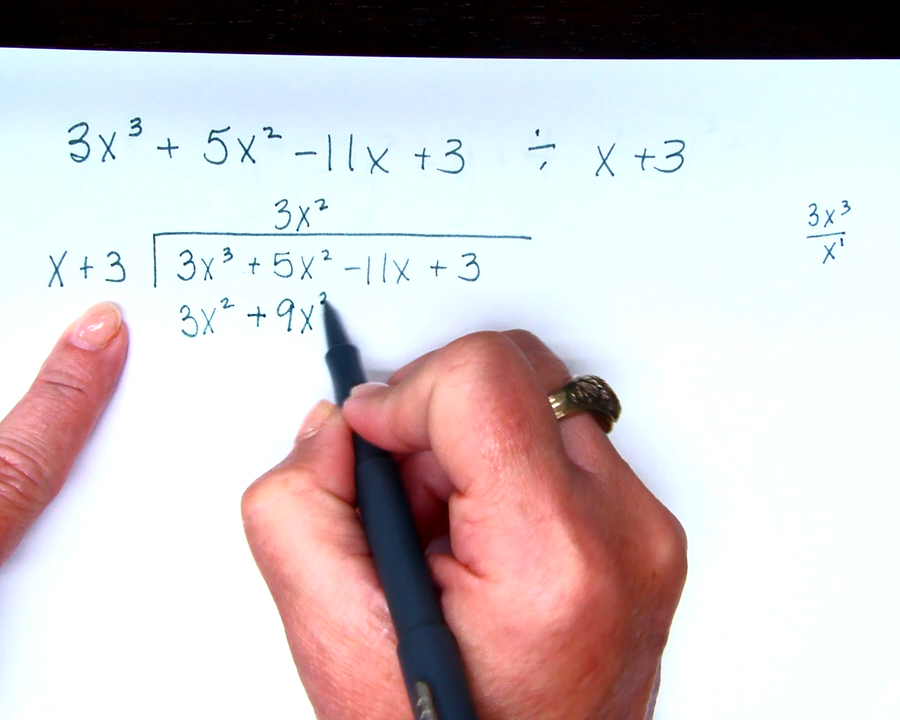 3x³ + 5x² -11x +3 ÷ x +3
3x²
x + 3 3x³ + 5x² -11x + 3
3x² + 9x²
3x³
x¹